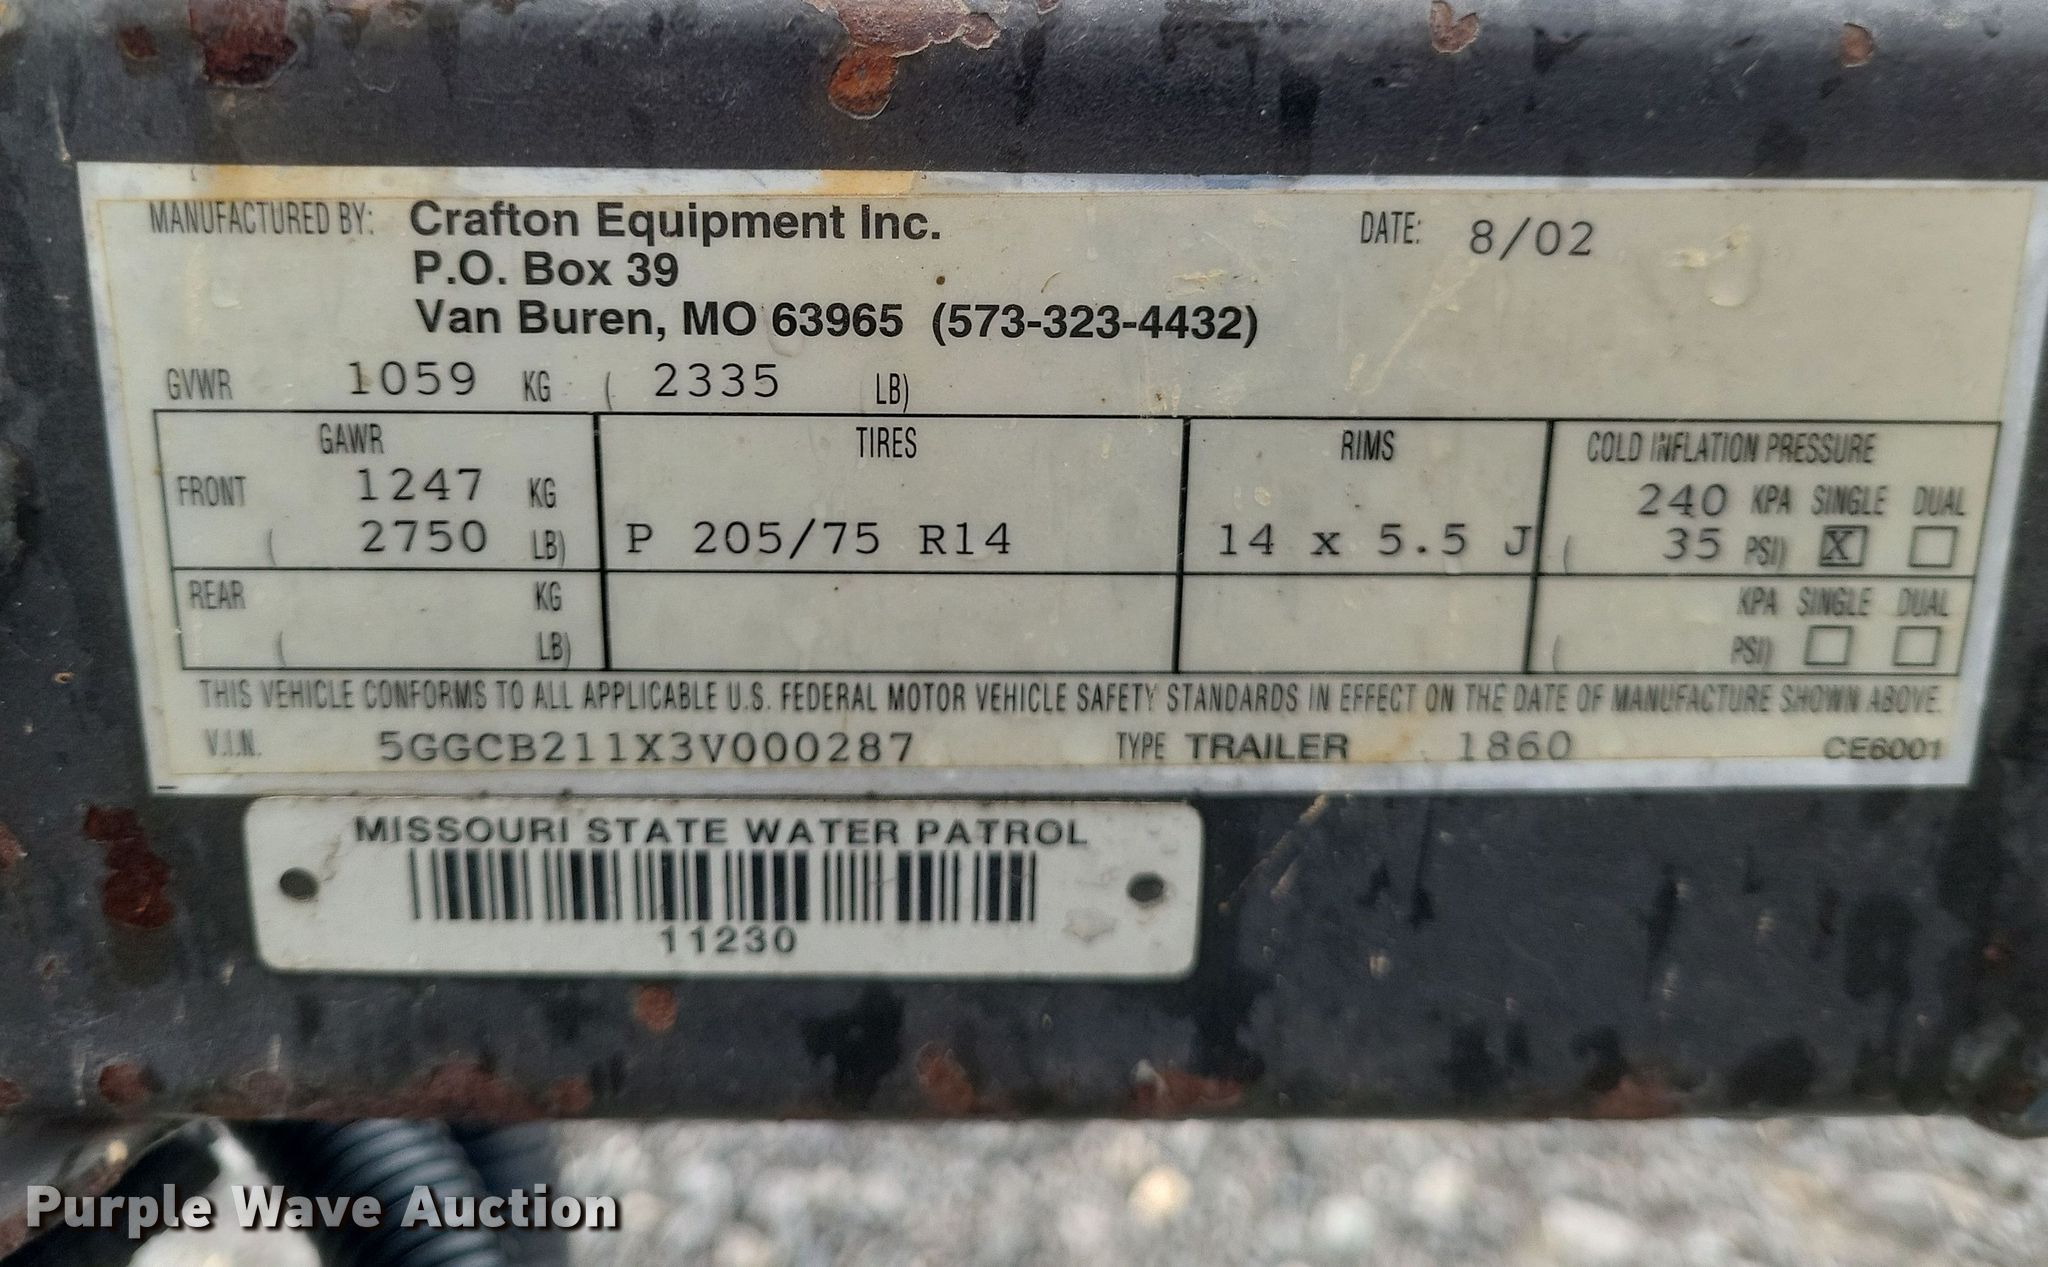 MANUFACTURED BY: Crafton Equipment Inc. DATE: 8/02
P.O. Box 39
Van Buren, MO 63965 (573-323-4432)
GVWR 1059 KG ( 2335 LB)
GAWR TIRES RIMS COLD INFLATION PRESSURE
FRONT 1247 KG 240 KPA SINGLE DUAL
( 2750 LB) P 205/75 R14 14 x 5.5 J ( 35 PSI) X
REAR KG KPA SINGLE DUAL
( LB) ( PSI)
THIS VEHICLE CONFORMS TO ALL APPLICABLE U.S. FEDERAL MOTOR VEHICLE SAFETY STANDARDS IN EFFECT ON THE DATE OF MANUFACTURE SHOWN ABOVE.
V.I.N. 5GGCB211X3V000287 TYPE TRAILER 1860 CE6001
MISSOURI STATE WATER PATROL
11230
Purple Wave Auction